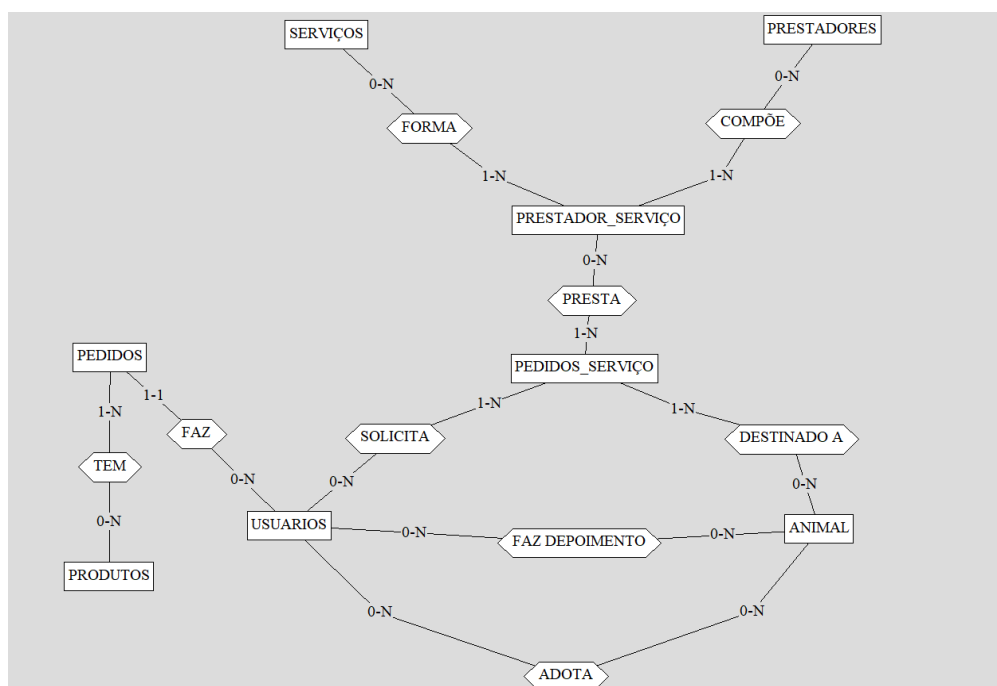 PRESTADORES
SERVIÇOS
0-N
0-N
COMPÕE
FORMA
1-N
1-N
PRESTADOR_SERVIÇO
0-N
PRESTA
1-N
PEDIDOS
PEDIDOS_SERVIÇO
1-1
1-N
1-N
1-N
FAZ
SOLICITA
DESTINADO A
TEM
0-N
0-N
0-N
0-N
USUARIOS
ANIMAL
0-N
FAZ DEPOIMENTO
0-N
PRODUTOS
0-N
0-N
ADOTA